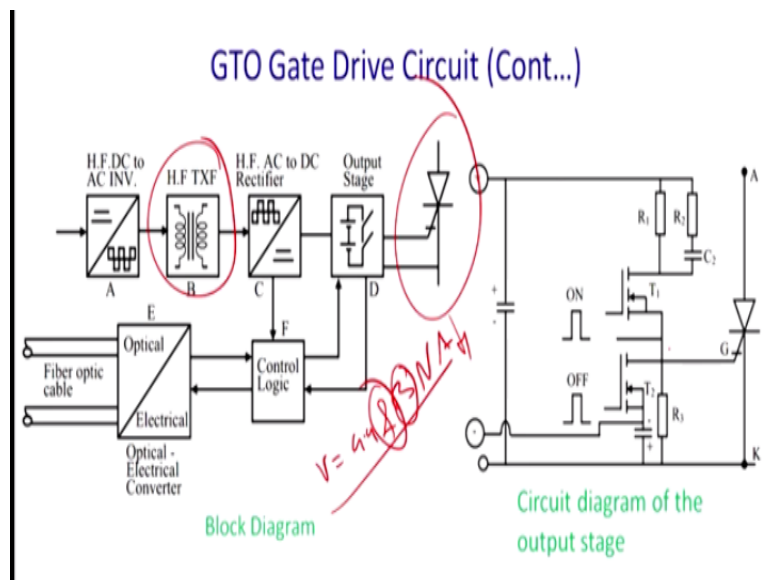 GTO Gate Drive Circuit (Cont...)
H.F.DC to
AC INV.
H.F TXF
H.F. AC to DC
Rectifier
Output
Stage
A
B
C
D
E
F
Optical
Electrical
Fiber optic
cable
Control
Logic
Optical -
Electrical
Converter
Block Diagram
V = 4.44
ON
OFF
R1
R2
C2
T1
T2
R3
G
A
K
+
-
-
+
Circuit diagram of the
output stage